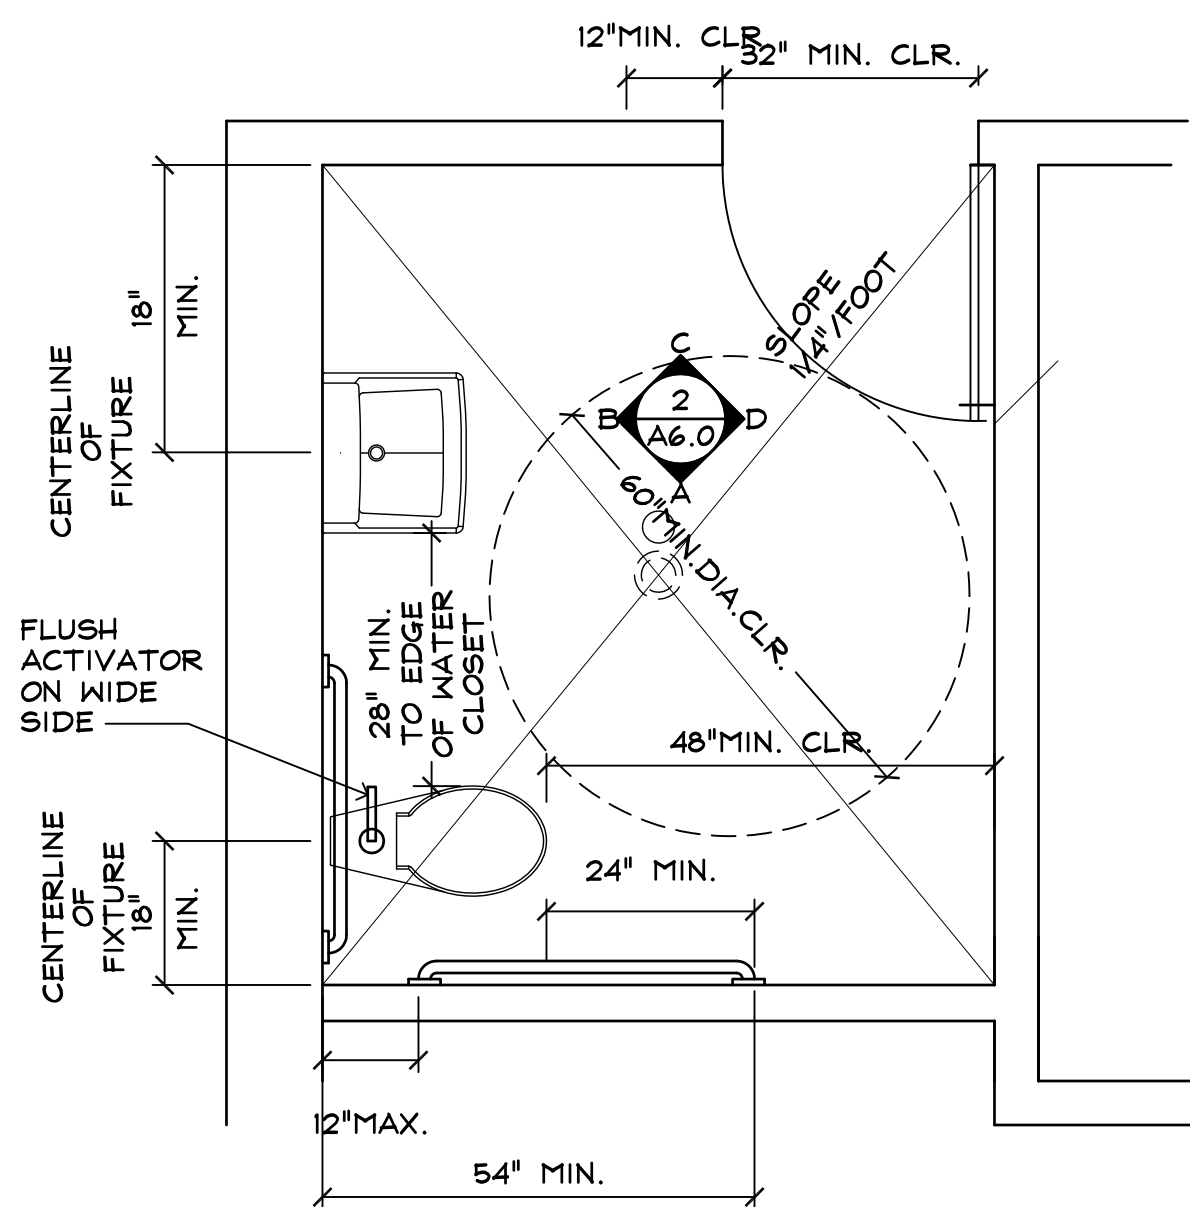 12"MIN. CLR.
32" MIN. CLR.
18"
MIN.
CENTERLINE
OF
FIXTURE
SLOPE
1/4"/FOOT
C
B
2
D
A6.0
A
60"MIN.DIA.CLR.
28" MIN.
TO EDGE
OF WATER
CLOSET
FLUSH
ACTIVATOR
ON WIDE
SIDE
48"MIN. CLR.
CENTERLINE
OF
FIXTURE
18"
MIN.
24" MIN.
12"MAX.
54" MIN.